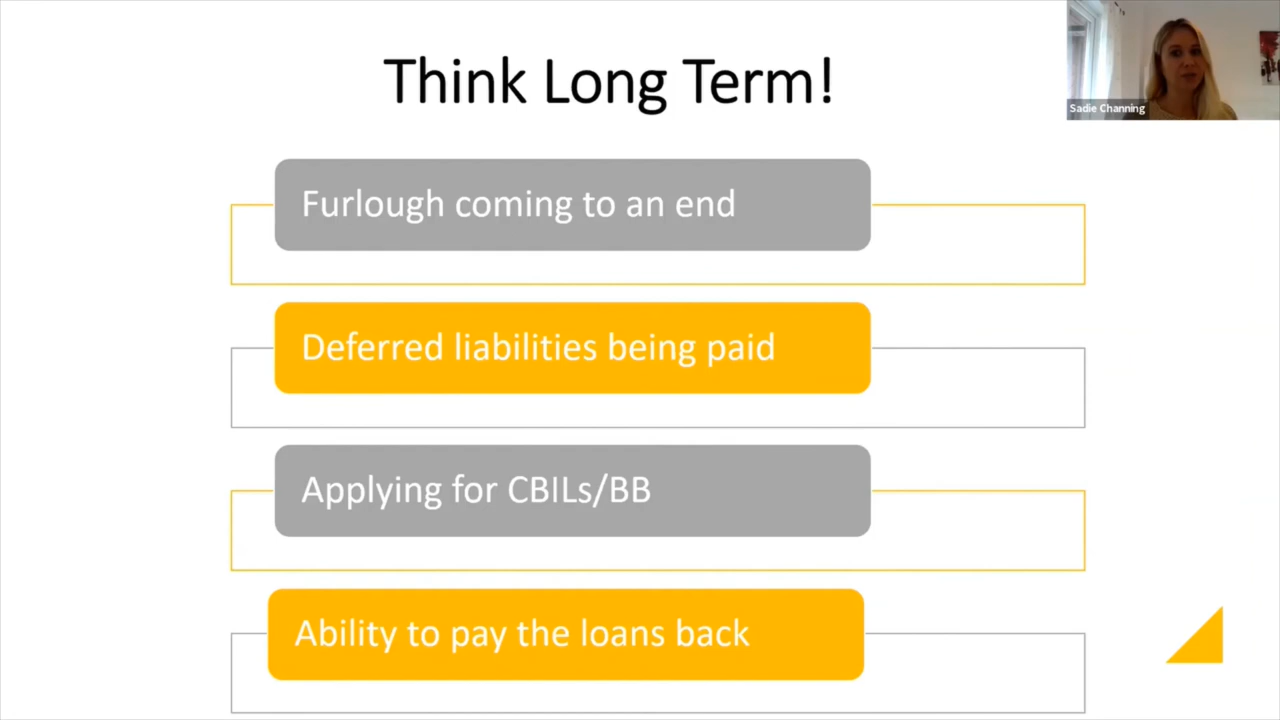 Think Long Term!
Sadie Channing
Furlough coming to an end
Deferred liabilities being paid
Applying for CBILs/BB
Ability to pay the loans back